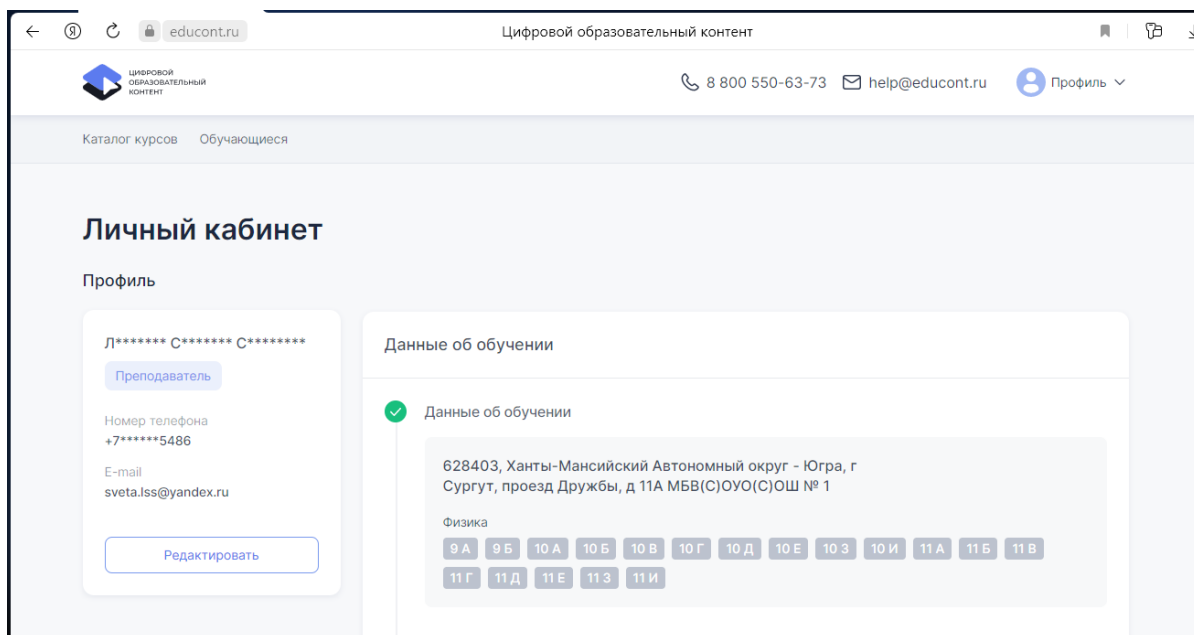 educont.ru
Цифровой образовательный контент
ЦИФРОВОЙ
ОБРАЗОВАТЕЛЬНЫЙ
КОНТЕНТ
8 800 550-63-73
help@educont.ru
Профиль
Каталог курсов Обучающиеся
Личный кабинет
Профиль
Л******* С******* С********
Преподаватель
Номер телефона
+7******5486
E-mail
sveta.lss@yandex.ru
Редактировать
Данные об обучении
Данные об обучении
628403, Ханты-Мансийский Автономный округ - Югра, г
Сургут, проезд Дружбы, д 11А МБВ(С)ОУО(С)ОШ № 1
Физика
9 А 9 Б 10 А 10 Б 10 В 10 Г 10 Д 10 Е 10 З 10 И 11 А 11 Б 11 В
11 Г 11 Д 11 Е 11 З 11 И